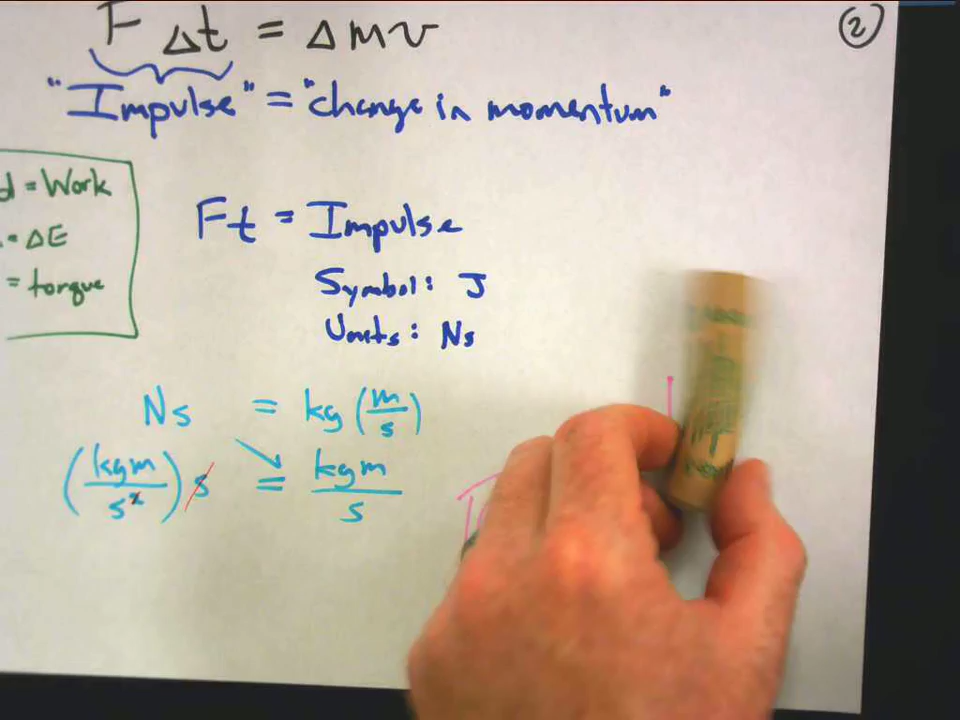 F Δt = Δmv
②
"Impulse" = "change in momentum"
d = Work
= ΔE
= torque
Ft = Impulse
Symbol: J
Units: Ns
Ns = kg (m/s)
(kgm/s²) s = kgm/s